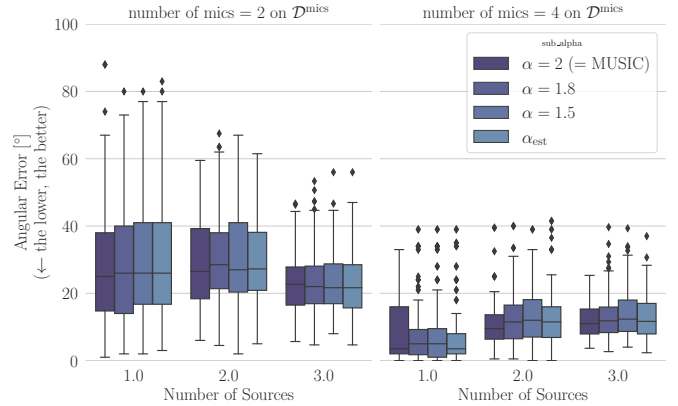 number of mics = 2 on 𝒟^mics
number of mics = 4 on 𝒟^mics
Angular Error [°]
(← the lower, the better)
100
80
60
40
20
0
sub_alpha
α = 2 (= MUSIC)
α = 1.8
α = 1.5
α_est
1.0 2.0 3.0
1.0 2.0 3.0
Number of Sources
Number of Sources